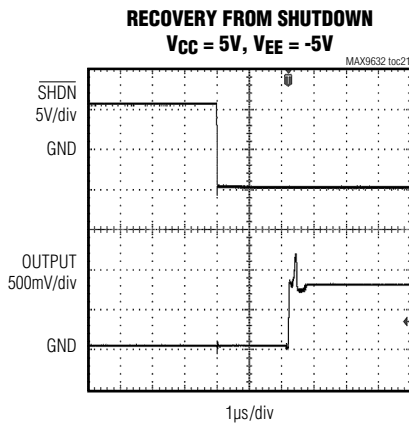 RECOVERY FROM SHUTDOWN
VCC = 5V, VEE = -5V
MAX9632 toc21
SHDN
5V/div
GND
OUTPUT
500mV/div
GND
1µs/div